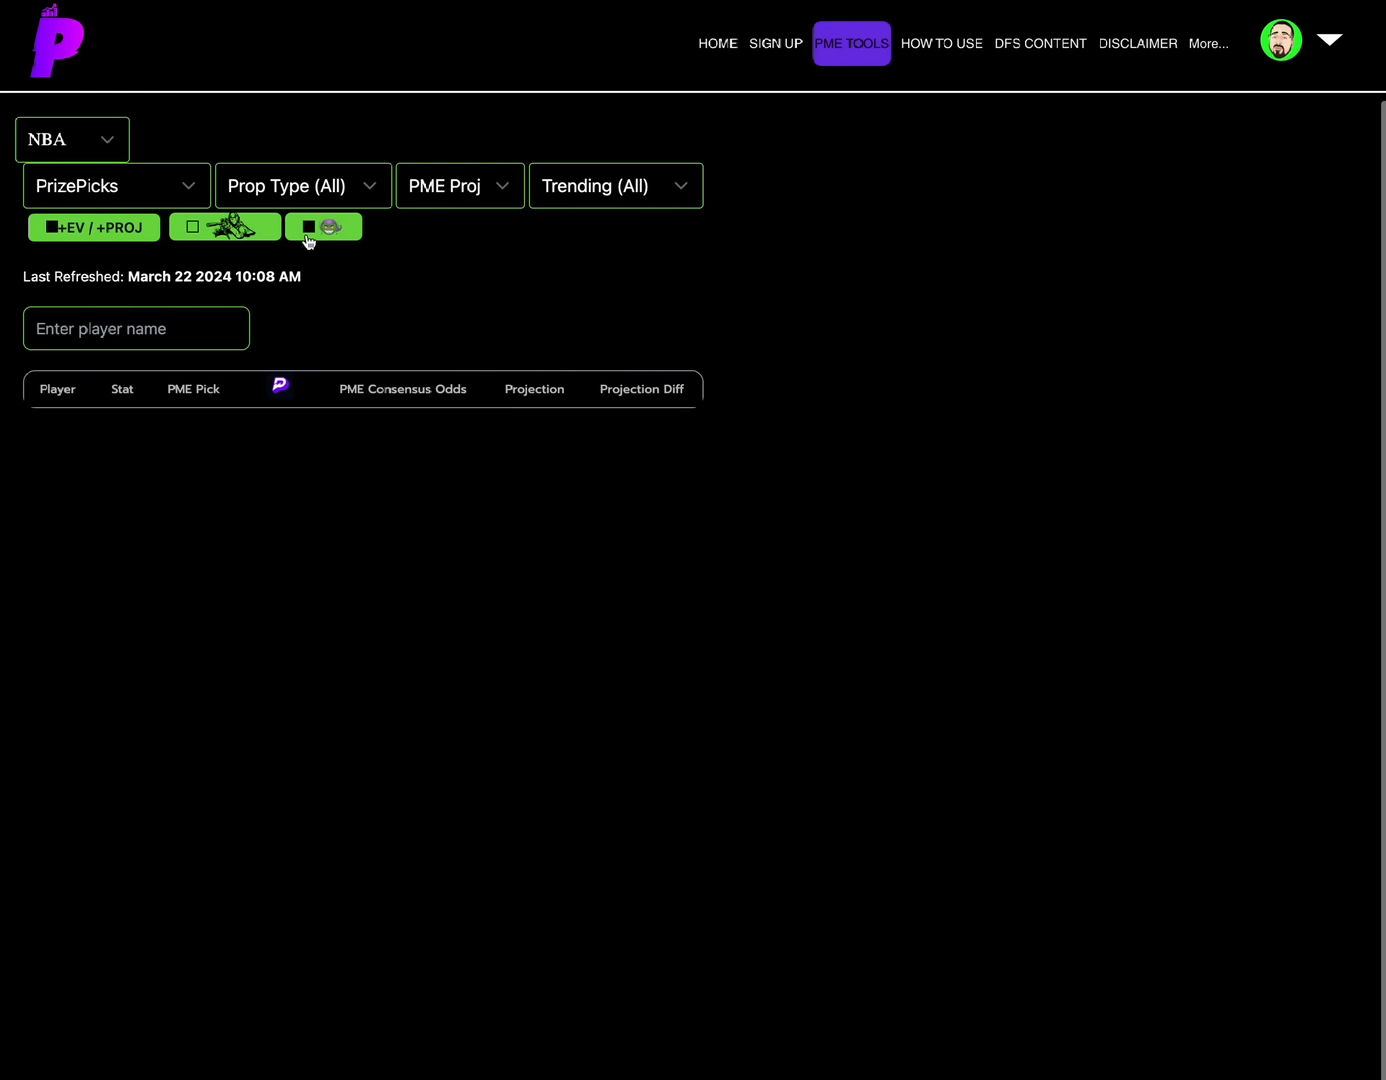 P
HOME SIGN UP PME TOOLS HOW TO USE DFS CONTENT DISCLAIMER More...
NBA
PrizePicks Prop Type (All) PME Proj Trending (All)
+EV / +PROJ
Last Refreshed: March 22 2024 10:08 AM
Enter player name
Player Stat PME Pick P PME Consensus Odds Projection Projection Diff